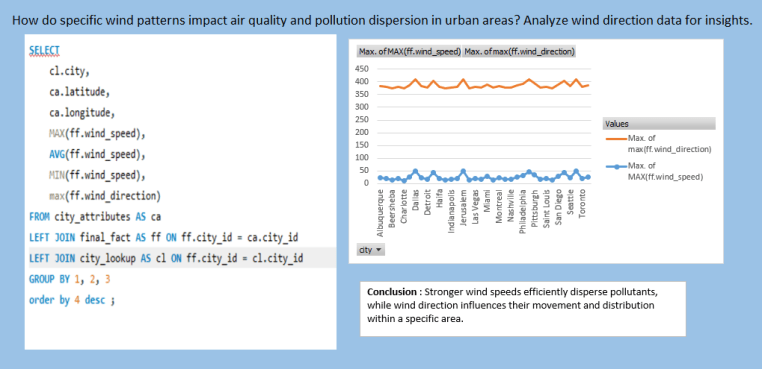 How do specific wind patterns impact air quality and pollution dispersion in urban areas? Analyze wind direction data for insights.
SELECT
cl.city,
ca.latitude,
ca.longitude,
MAX(ff.wind_speed),
AVG(ff.wind_speed),
MIN(ff.wind_speed),
max(ff.wind_direction)
FROM city_attributes AS ca
LEFT JOIN final_fact AS ff ON ff.city_id = ca.city_id
LEFT JOIN city_lookup AS cl ON ff.city_id = cl.city_id
GROUP BY 1, 2, 3
order by 4 desc ;
Max. of MAX(ff.wind_speed) Max. of max(ff.wind_direction)
450
400
350
300
250
200
150
100
50
0
Albuquerque
Beersheba
Charlotte
Dallas
Detroit
Haifa
Indianapolis
Jerusalem
Las Vegas
Miami
Montreal
Nashville
Philadelphia
Pittsburgh
Saint Louis
San Diego
Seattle
Toronto
city
Values
Max. of
max(ff.wind_direction)
Max. of
MAX(ff.wind_speed)
Conclusion : Stronger wind speeds efficiently disperse pollutants,
while wind direction influences their movement and distribution
within a specific area.